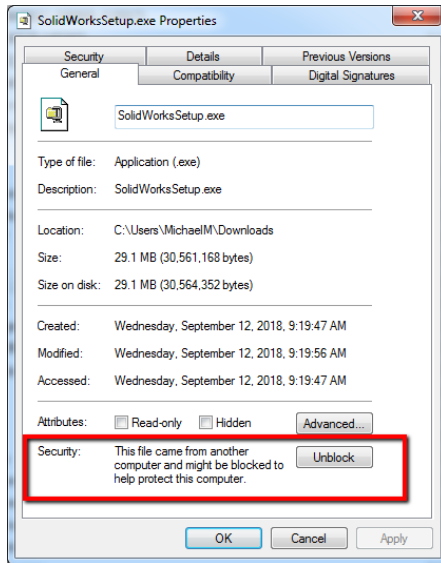 SolidWorksSetup.exe Properties
Security Details Previous Versions
General Compatibility Digital Signatures
SolidWorksSetup.exe
Type of file: Application (.exe)
Description: SolidWorksSetup.exe
Location: C:\Users\MichaelM\Downloads
Size: 29.1 MB (30,561,168 bytes)
Size on disk: 29.1 MB (30,564,352 bytes)
Created: Wednesday, September 12, 2018, 9:19:47 AM
Modified: Wednesday, September 12, 2018, 9:19:56 AM
Accessed: Wednesday, September 12, 2018, 9:19:47 AM
Attributes: Read-only Hidden Advanced...
Security: This file came from another
computer and might be blocked to
help protect this computer.
Unblock
OK Cancel Apply